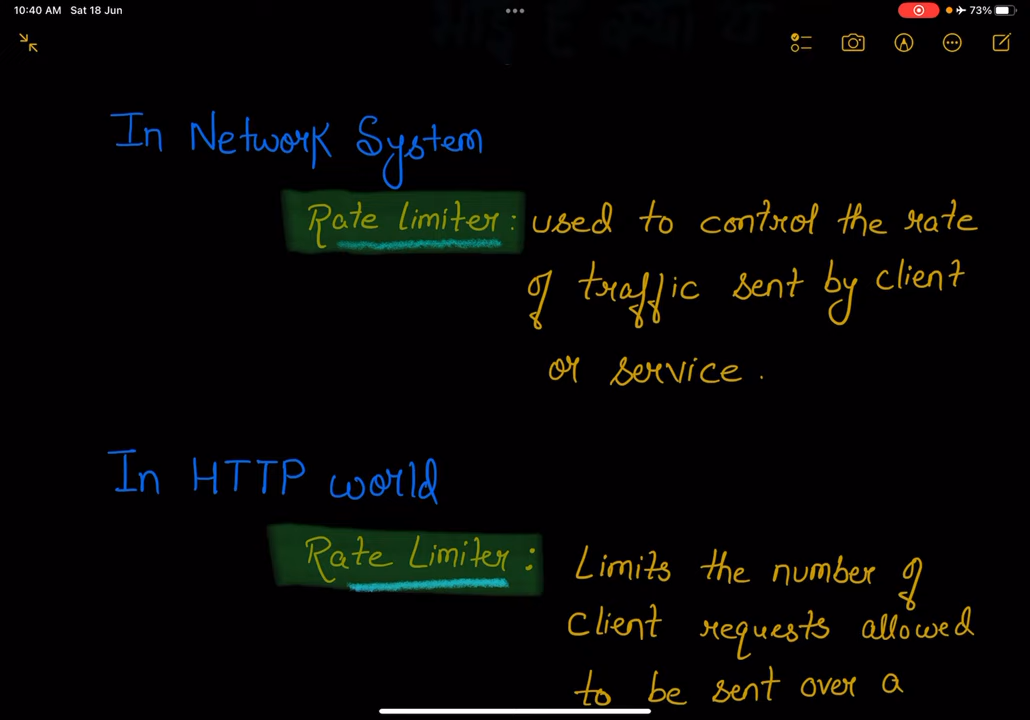 10:40 AM Sat 18 Jun
73%
In Network System
Rate limiter : used to control the rate
of traffic sent by client
or service.
In HTTP world
Rate Limiter : Limits the number of
client requests allowed
to be sent over a